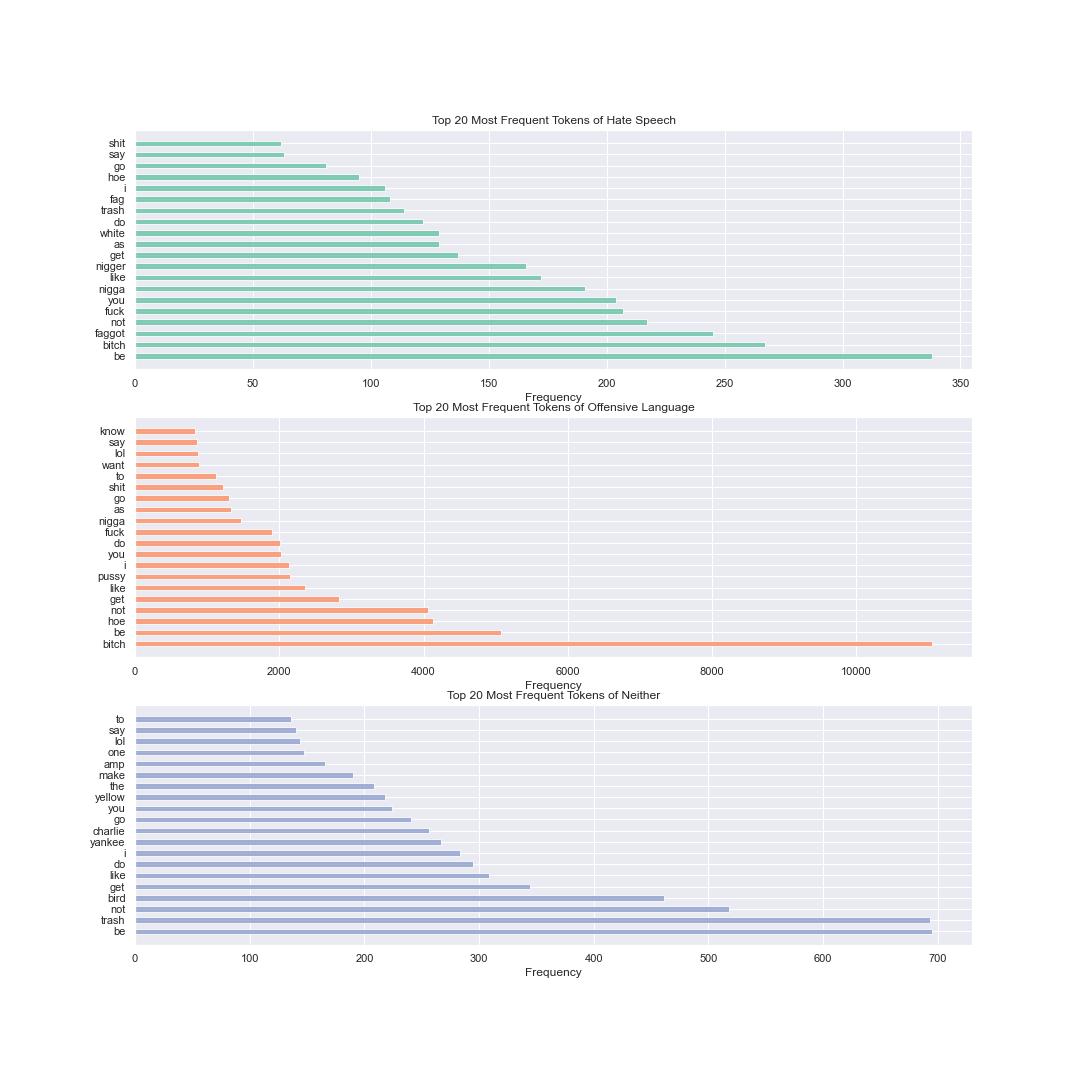 Top 20 Most Frequent Tokens of Hate Speech
shit
say
go
hoe
i
fag
trash
do
white
as
get
nigger
like
nigga
you
fuck
not
faggot
bitch
be
0 50 100 150 200 250 300 350
Frequency
Top 20 Most Frequent Tokens of Offensive Language
know
say
lol
want
to
shit
go
as
nigga
fuck
do
you
i
pussy
like
get
not
hoe
be
bitch
0 2000 4000 6000 8000 10000
Frequency
Top 20 Most Frequent Tokens of Neither
to
say
lol
one
amp
make
the
yellow
you
go
charlie
yankee
i
do
like
get
bird
not
trash
be
0 100 200 300 400 500 600 700
Frequency